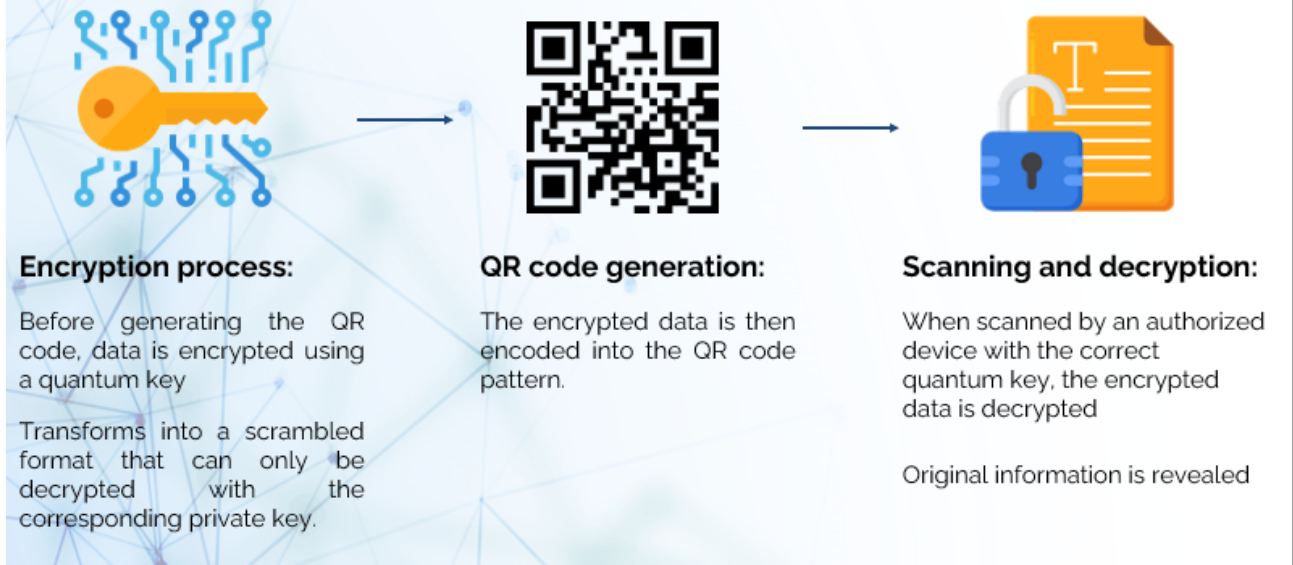 T
Encryption process:
Before generating the QR
code, data is encrypted using
a quantum key
Transforms into a scrambled
format that can only be
decrypted with the
corresponding private key.
QR code generation:
The encrypted data is then
encoded into the QR code
pattern.
Scanning and decryption:
When scanned by an authorized
device with the correct
quantum key, the encrypted
data is decrypted
Original information is revealed